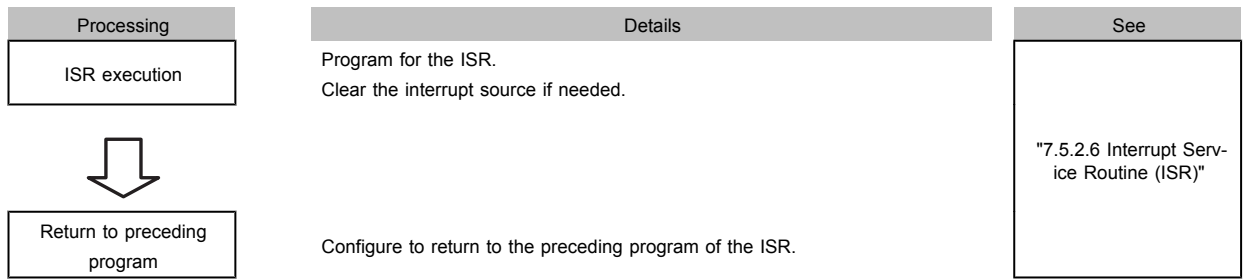 Processing
Details
See
ISR execution
Program for the ISR.
Clear the interrupt source if needed.
"7.5.2.6 Interrupt Serv-
ice Routine (ISR)"
Return to preceding
program
Configure to return to the preceding program of the ISR.